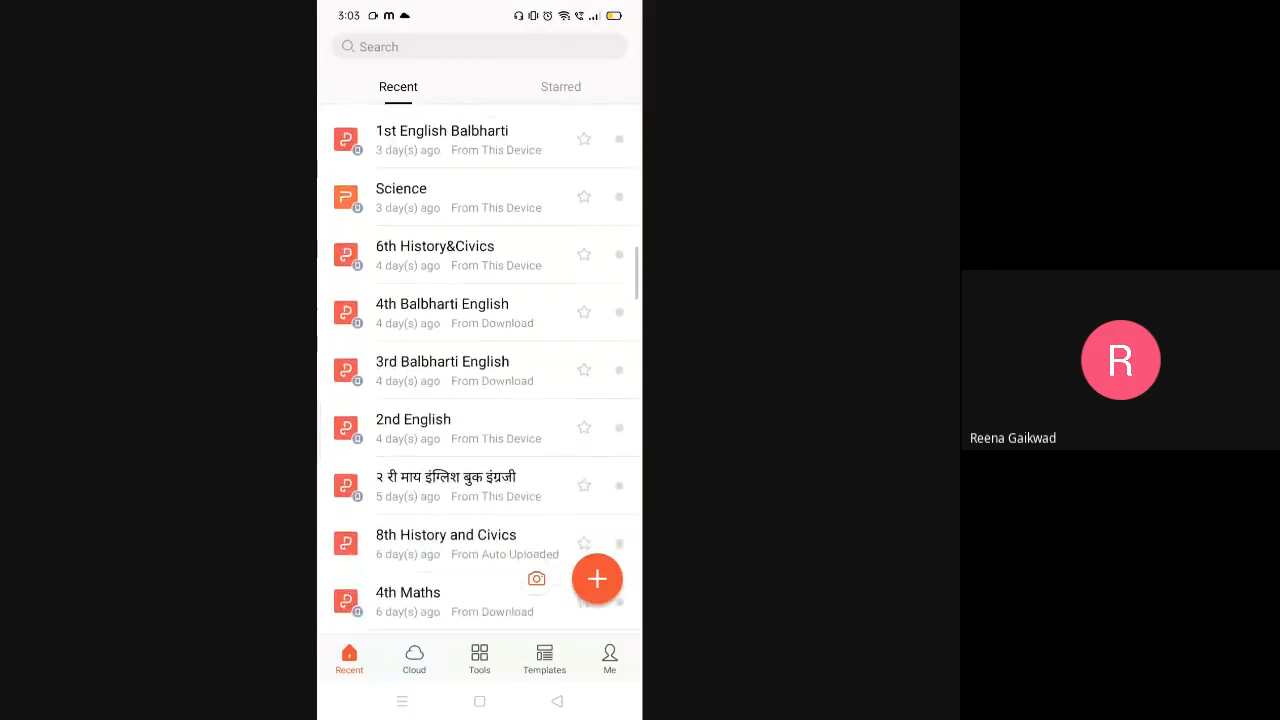 3:03
Search
Recent
Starred
1st English Balbharti
3 day(s) ago From This Device
Science
3 day(s) ago From This Device
6th History&Civics
4 day(s) ago From This Device
4th Balbharti English
4 day(s) ago From Download
3rd Balbharti English
4 day(s) ago From Download
2nd English
4 day(s) ago From This Device
२ री माय इंग्लिश बुक इंग्रजी
5 day(s) ago From This Device
8th History and Civics
6 day(s) ago From Auto Uploaded
4th Maths
6 day(s) ago From Download
Recent Cloud Tools Templates Me
R
Reena Gaikwad